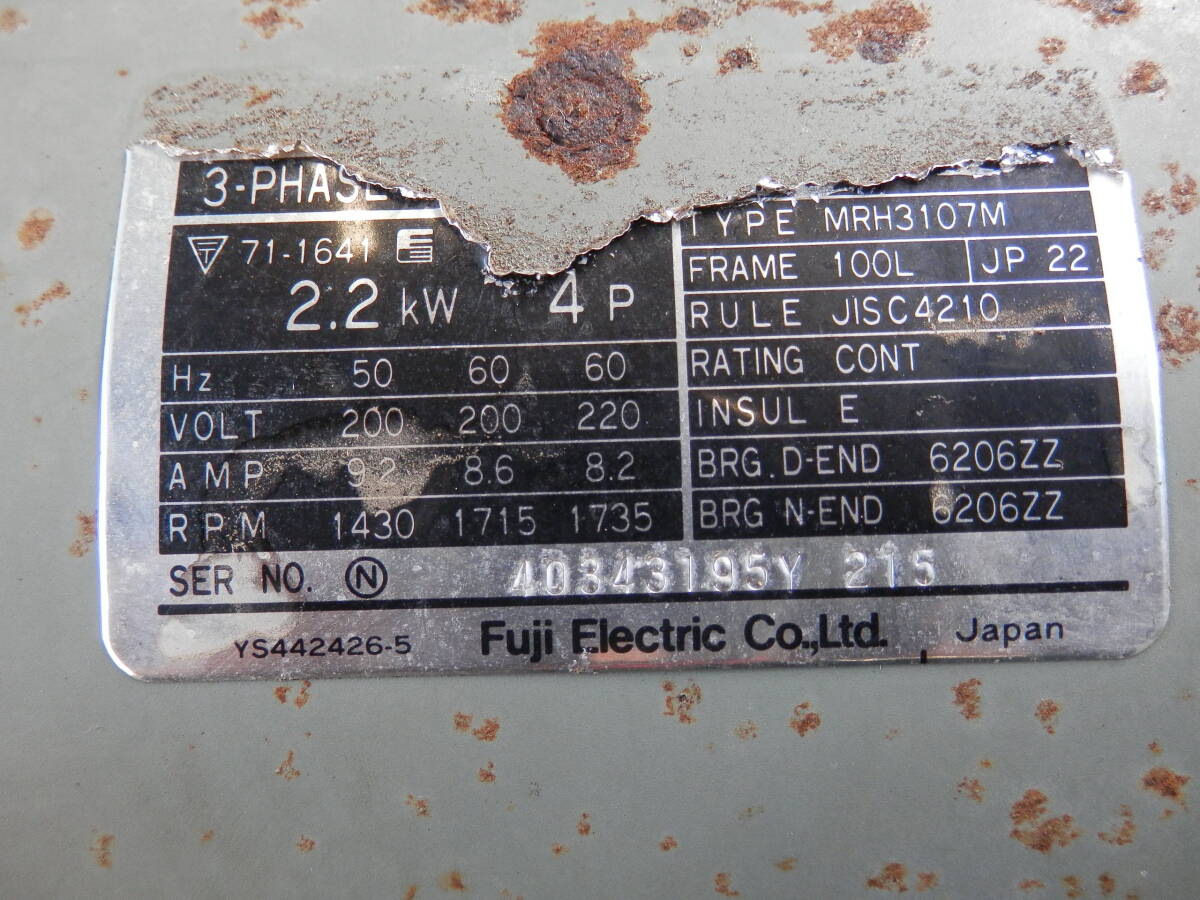 3-PHASE
71-1641
2.2 kW 4 P
Hz 50 60 60
VOLT 200 200 220
AMP 9.2 8.6 8.2
RPM 1430 1715 1735
TYPE MRH3107M
FRAME 100L JP 22
RULE JISC4210
RATING CONT
INSUL E
BRG. D-END 6206ZZ
BRG N-END 6206ZZ
SER NO. Ⓝ 40343195Y 215
YS442426-5 Fuji Electric Co.,Ltd. Japan